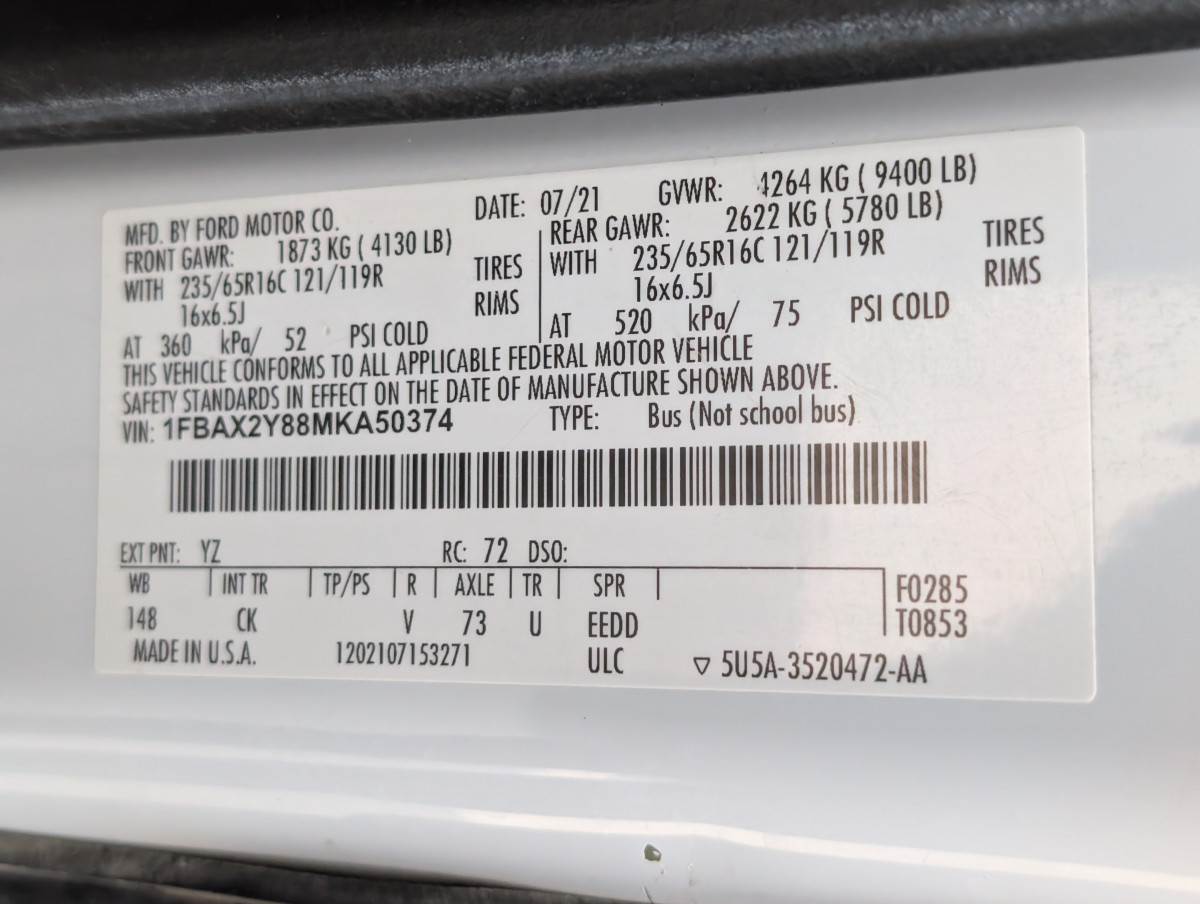 MFD. BY FORD MOTOR CO. DATE: 07/21 GVWR: 4264 KG ( 9400 LB)
FRONT GAWR: 1873 KG ( 4130 LB) REAR GAWR: 2622 KG ( 5780 LB)
WITH 235/65R16C 121/119R TIRES WITH 235/65R16C 121/119R TIRES
16x6.5J RIMS 16x6.5J RIMS
AT 360 kPa/ 52 PSI COLD AT 520 kPa/ 75 PSI COLD
THIS VEHICLE CONFORMS TO ALL APPLICABLE FEDERAL MOTOR VEHICLE
SAFETY STANDARDS IN EFFECT ON THE DATE OF MANUFACTURE SHOWN ABOVE.
VIN: 1FBAX2Y88MKA50374 TYPE: Bus (Not school bus)
EXT PNT: YZ RC: 72 DSO:
WB INT TR TP/PS R AXLE TR SPR F0285
148 CK V 73 U EEDD T0853
MADE IN U.S.A. 1202107153271 ULC ▽ 5U5A-3520472-AA